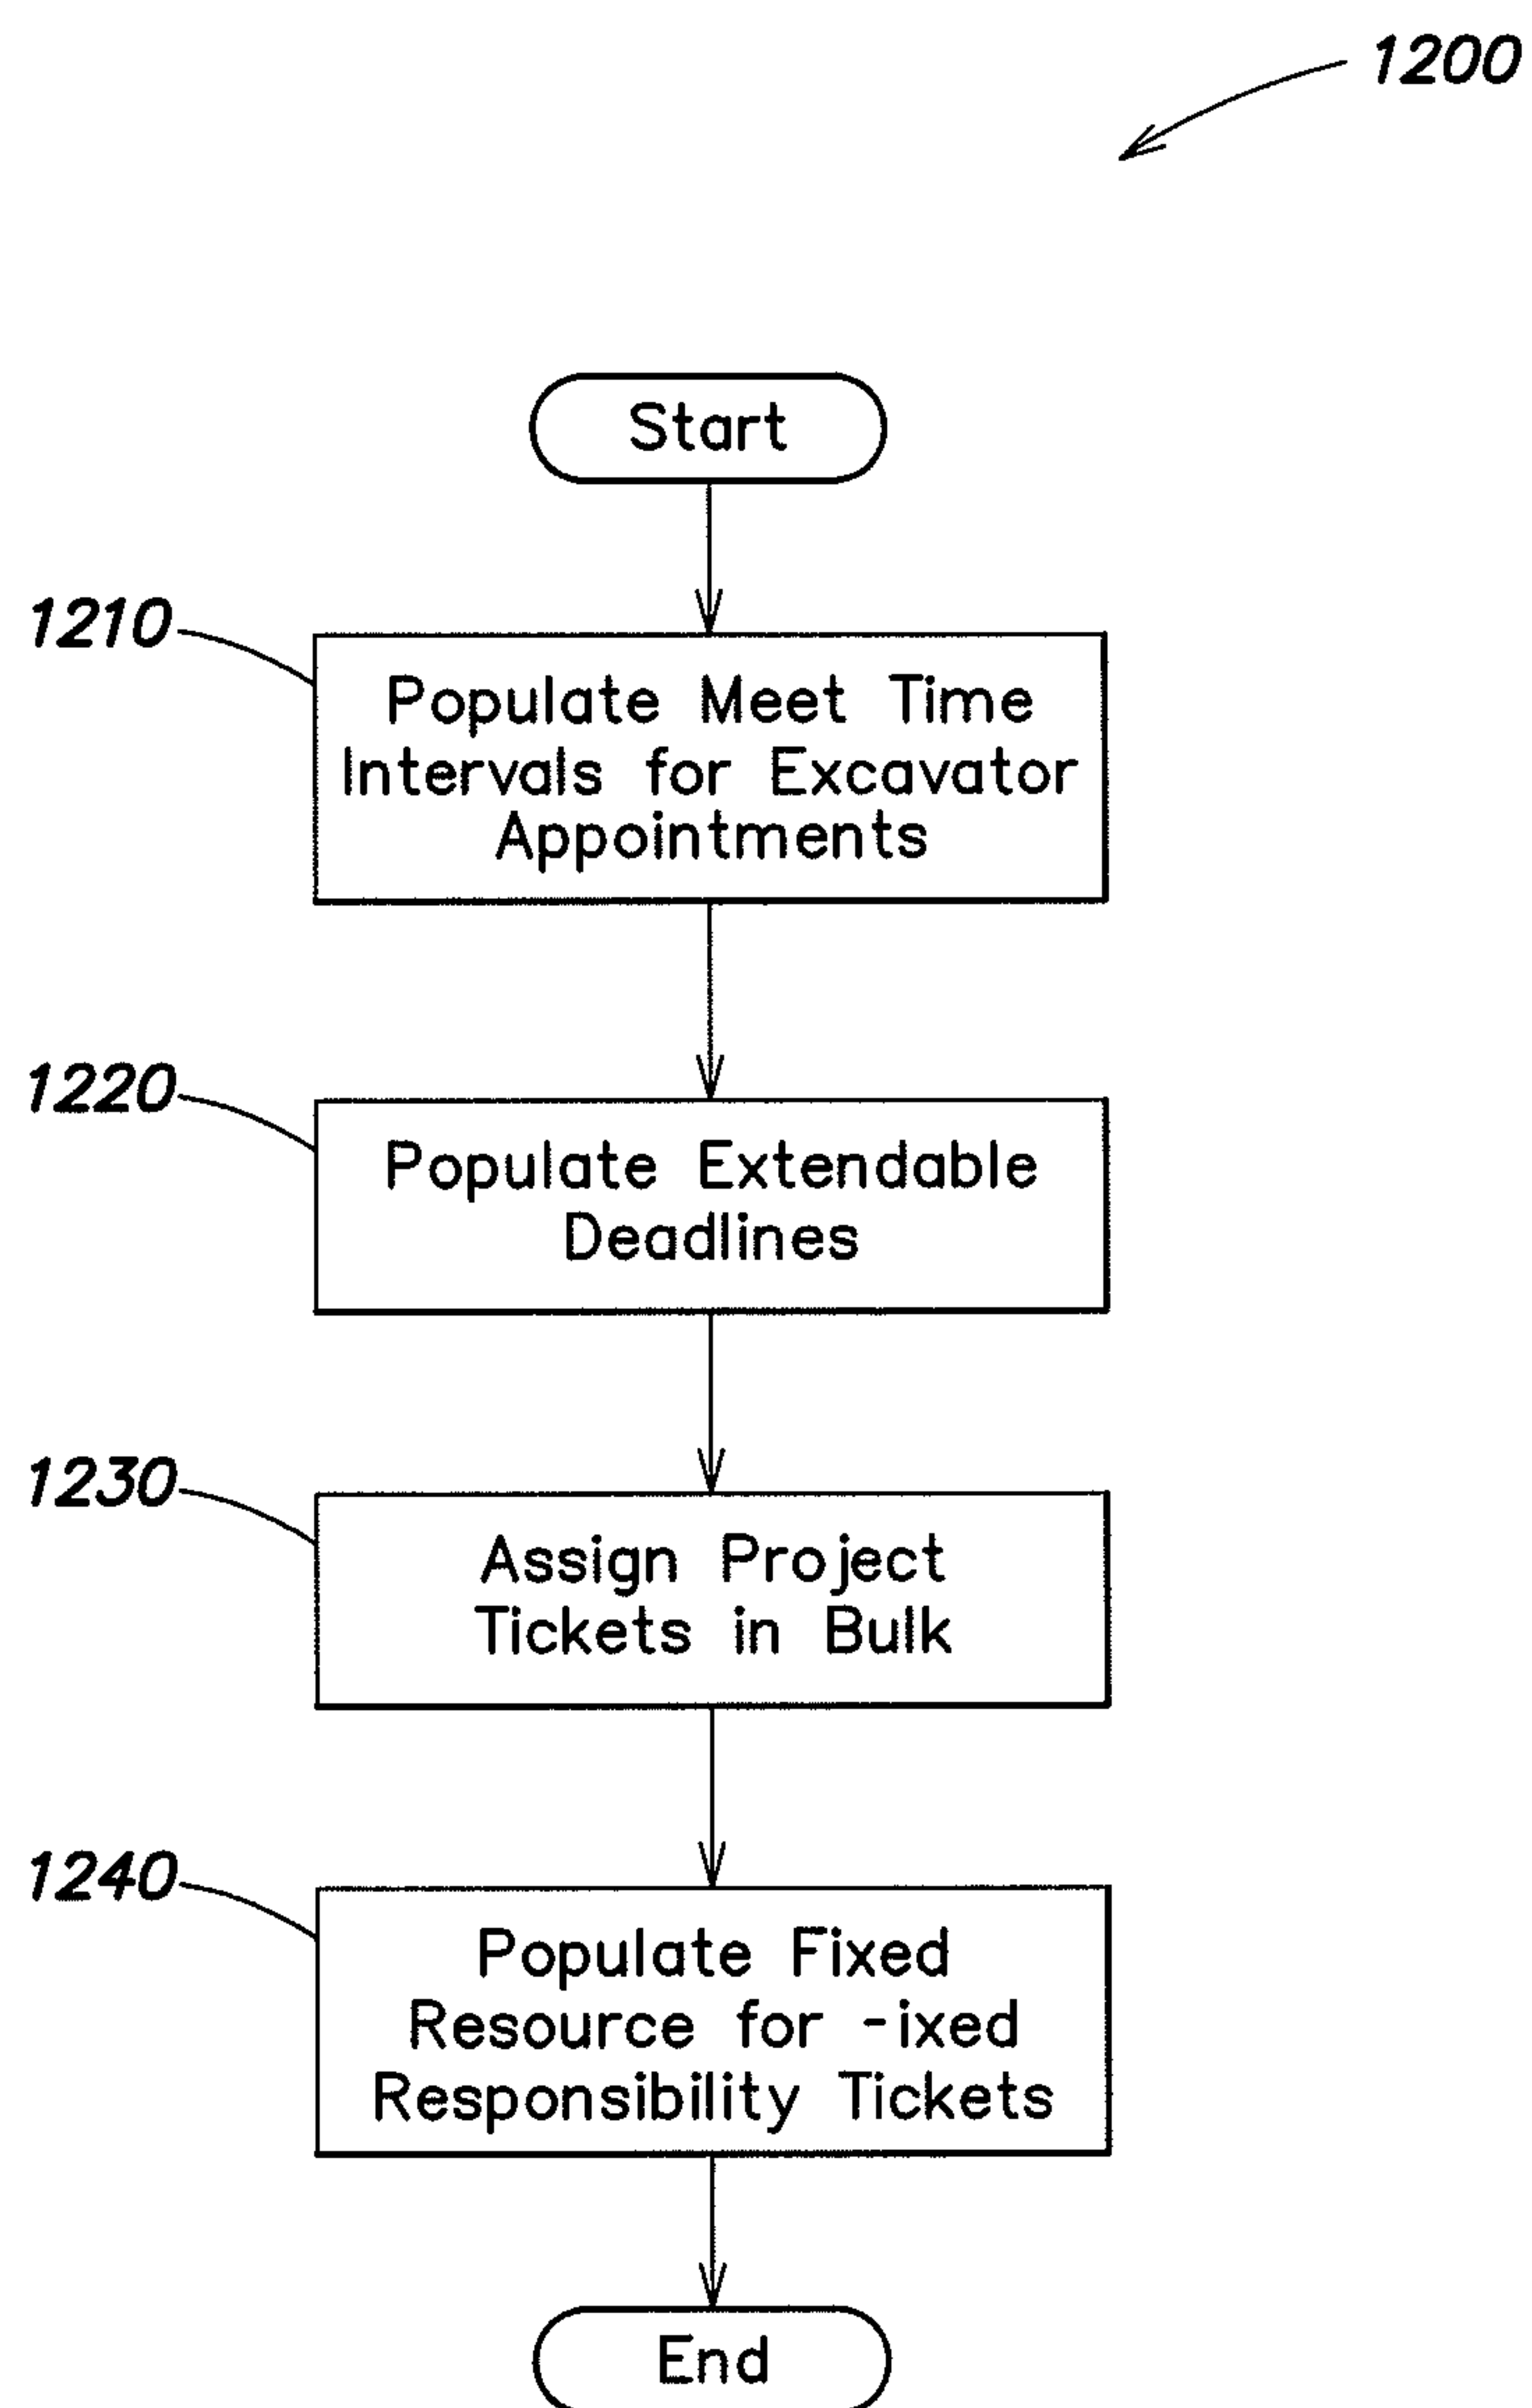 1200
Start
1210
Populate Meet Time
Intervals for Excavator
Appointments
1220
Populate Extendable
Deadlines
1230
Assign Project
Tickets in Bulk
1240
Populate Fixed
Resource for -ixed
Responsibility Tickets
End